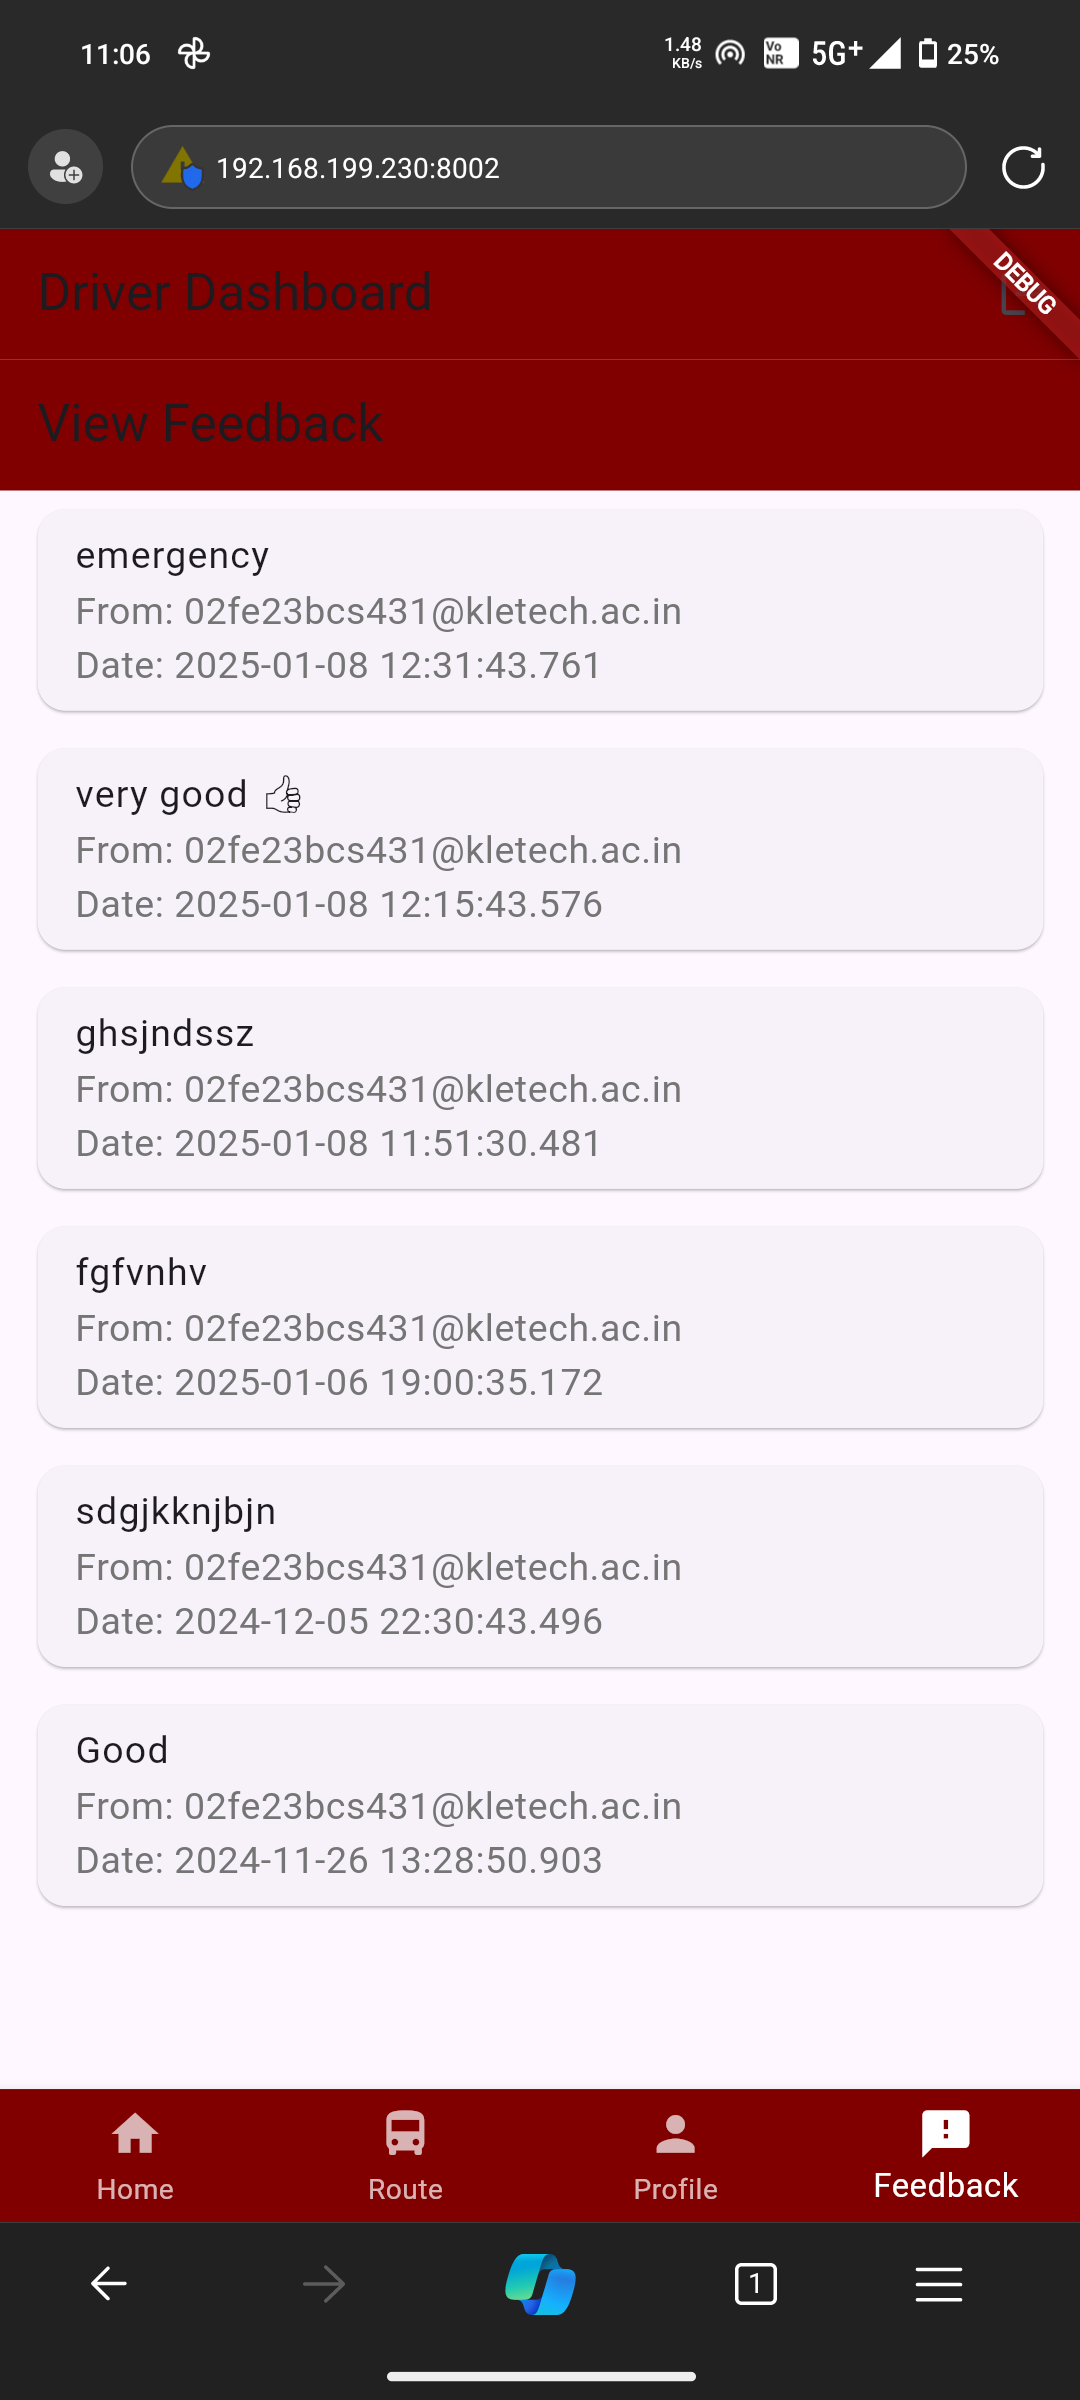 11:06
1.48 KB/s
Vo NR
5G+
25%
192.168.199.230:8002
Driver Dashboard
DEBUG
View Feedback
emergency
From: 02fe23bcs431@kletech.ac.in
Date: 2025-01-08 12:31:43.761
very good 👍
From: 02fe23bcs431@kletech.ac.in
Date: 2025-01-08 12:15:43.576
ghsjndssz
From: 02fe23bcs431@kletech.ac.in
Date: 2025-01-08 11:51:30.481
fgfvnhv
From: 02fe23bcs431@kletech.ac.in
Date: 2025-01-06 19:00:35.172
sdgjkknjbjn
From: 02fe23bcs431@kletech.ac.in
Date: 2024-12-05 22:30:43.496
Good
From: 02fe23bcs431@kletech.ac.in
Date: 2024-11-26 13:28:50.903
Home
Route
Profile
Feedback
1